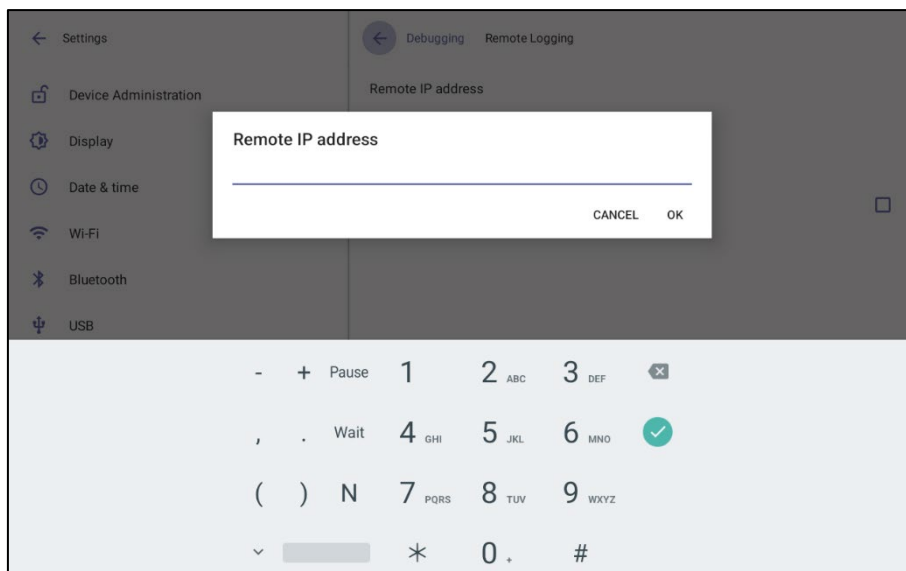 Settings
Debugging Remote Logging
Device Administration
Remote IP address
Display
Date & time
Wi-Fi
Bluetooth
USB
Remote IP address
CANCEL OK
- + Pause 1 2 ABC 3 DEF
, . Wait 4 GHI 5 JKL 6 MNO
( ) N 7 PQRS 8 TUV 9 WXYZ
* 0 + #